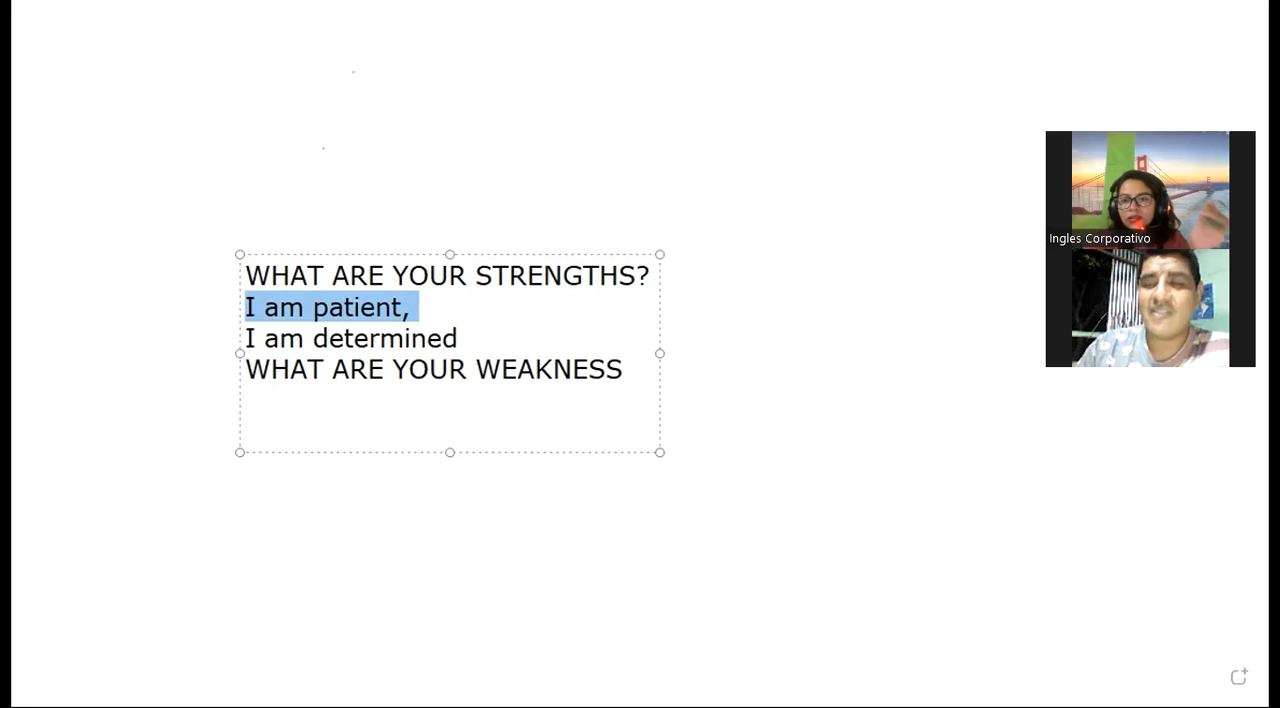 WHAT ARE YOUR STRENGTHS?
I am patient,
I am determined
WHAT ARE YOUR WEAKNESS
Ingles Corporativo